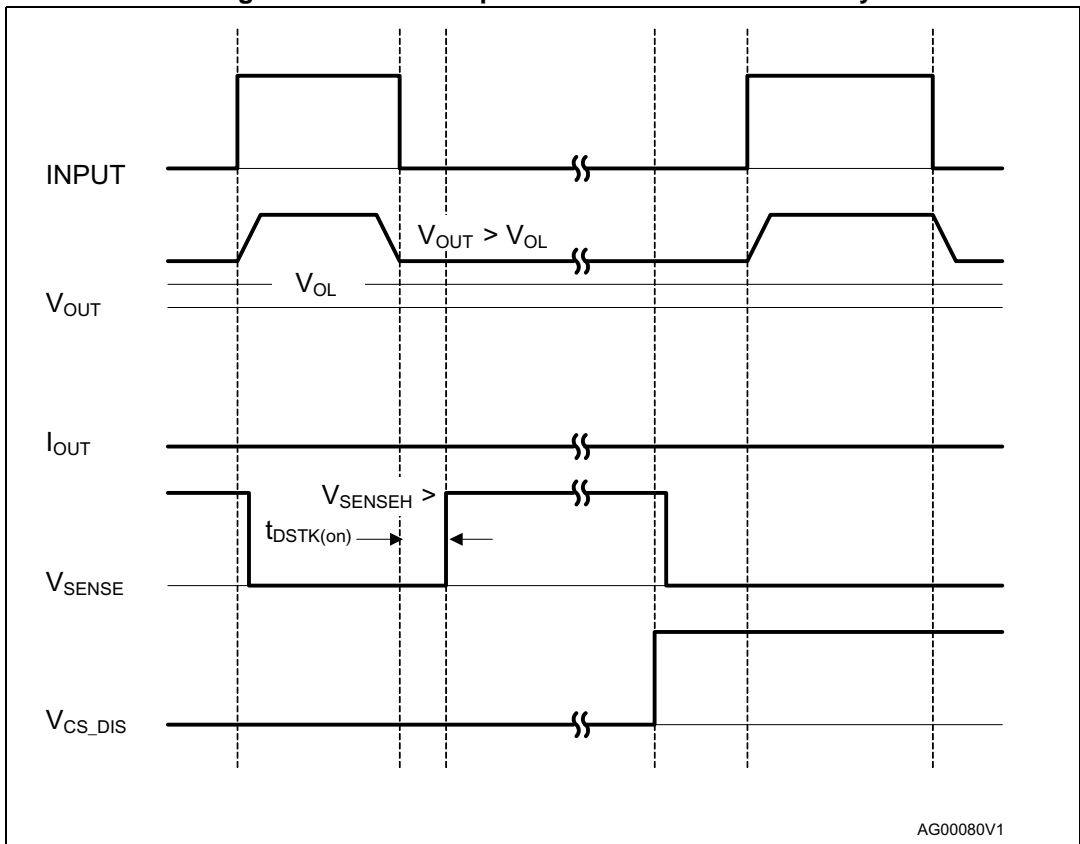 INPUT
V_OUT > V_OL
V_OL
V_OUT
I_OUT
V_SENSEH >
t_DSTK(on)
V_SENSE
V_CS_DIS
AG00080V1